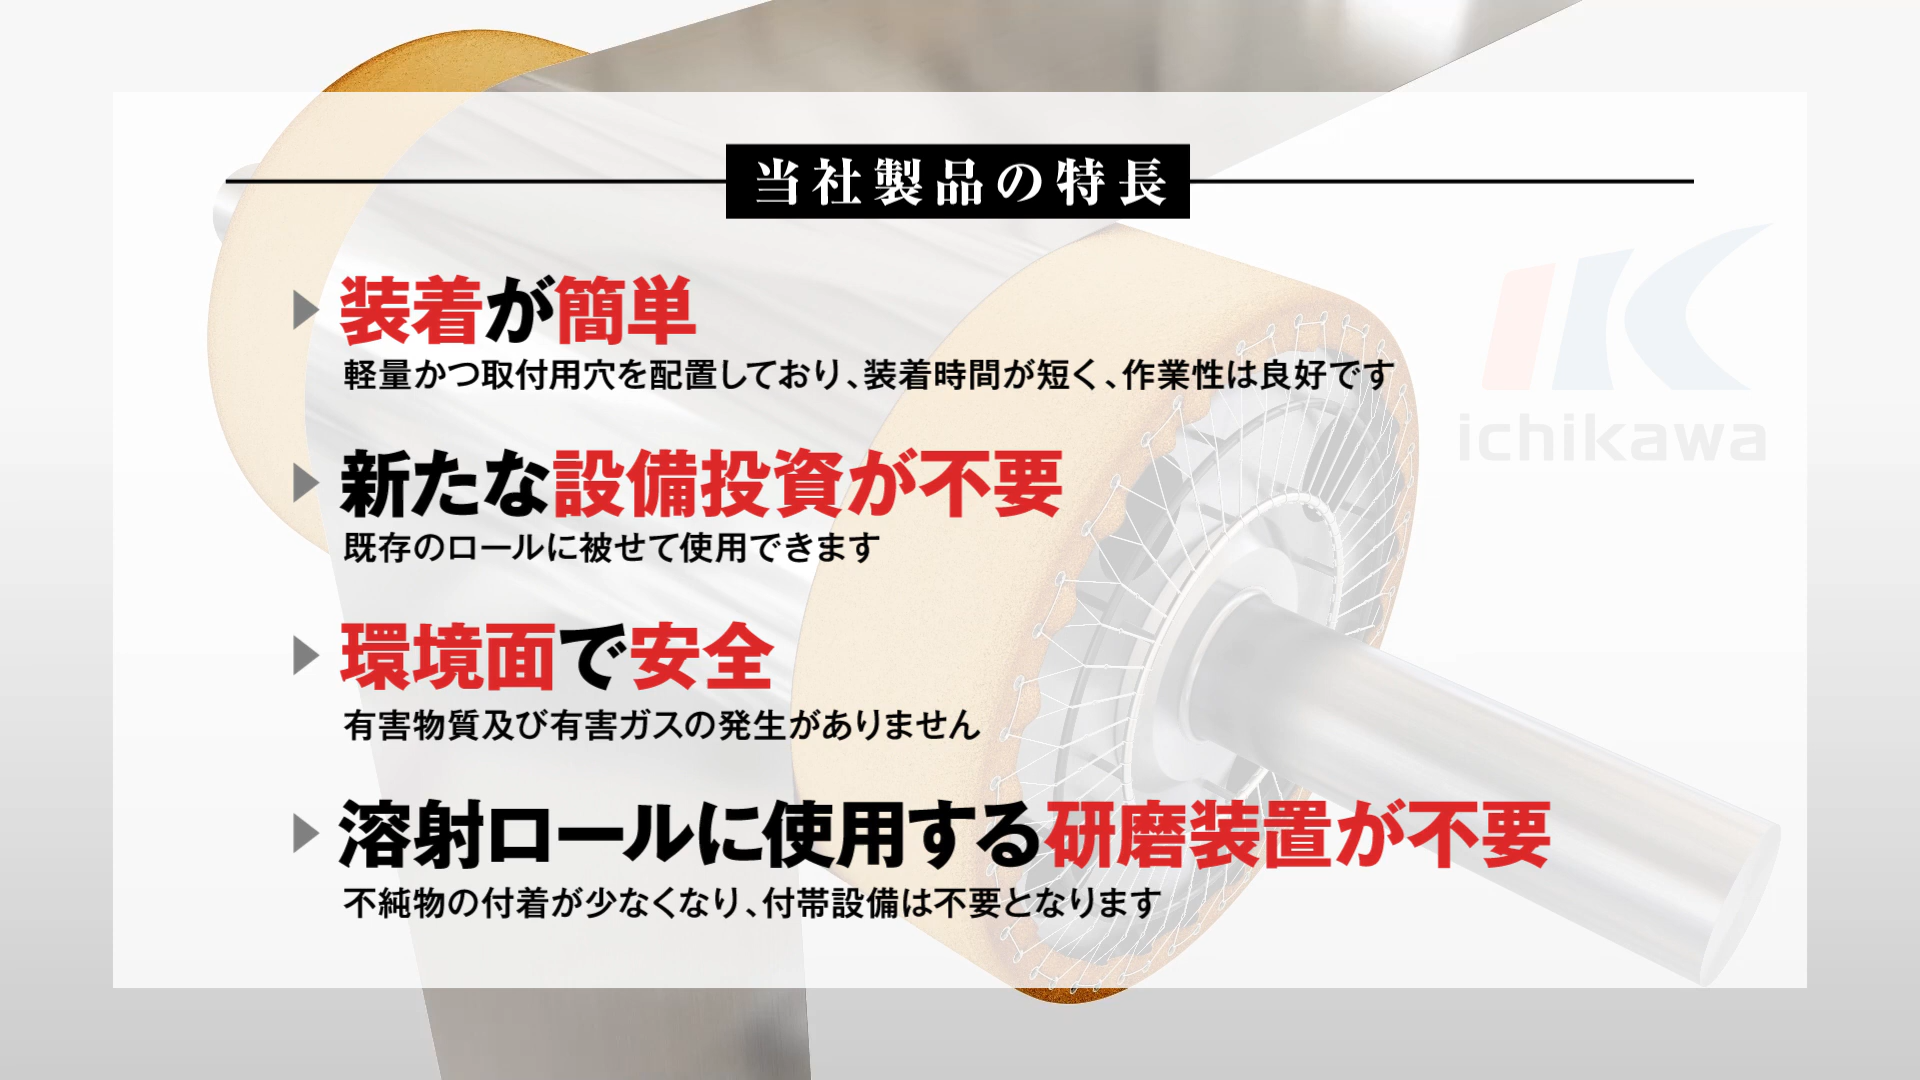 当社製品の特長
装着が簡単
軽量かつ取付用穴を配置しており、装着時間が短く、作業性は良好です
ichikawa
新たな設備投資が不要
既存のロールに被せて使用できます
環境面で安全
有害物質及び有害ガスの発生がありません
溶射ロールに使用する研磨装置が不要
不純物の付着が少なくなり、付帯設備は不要となります